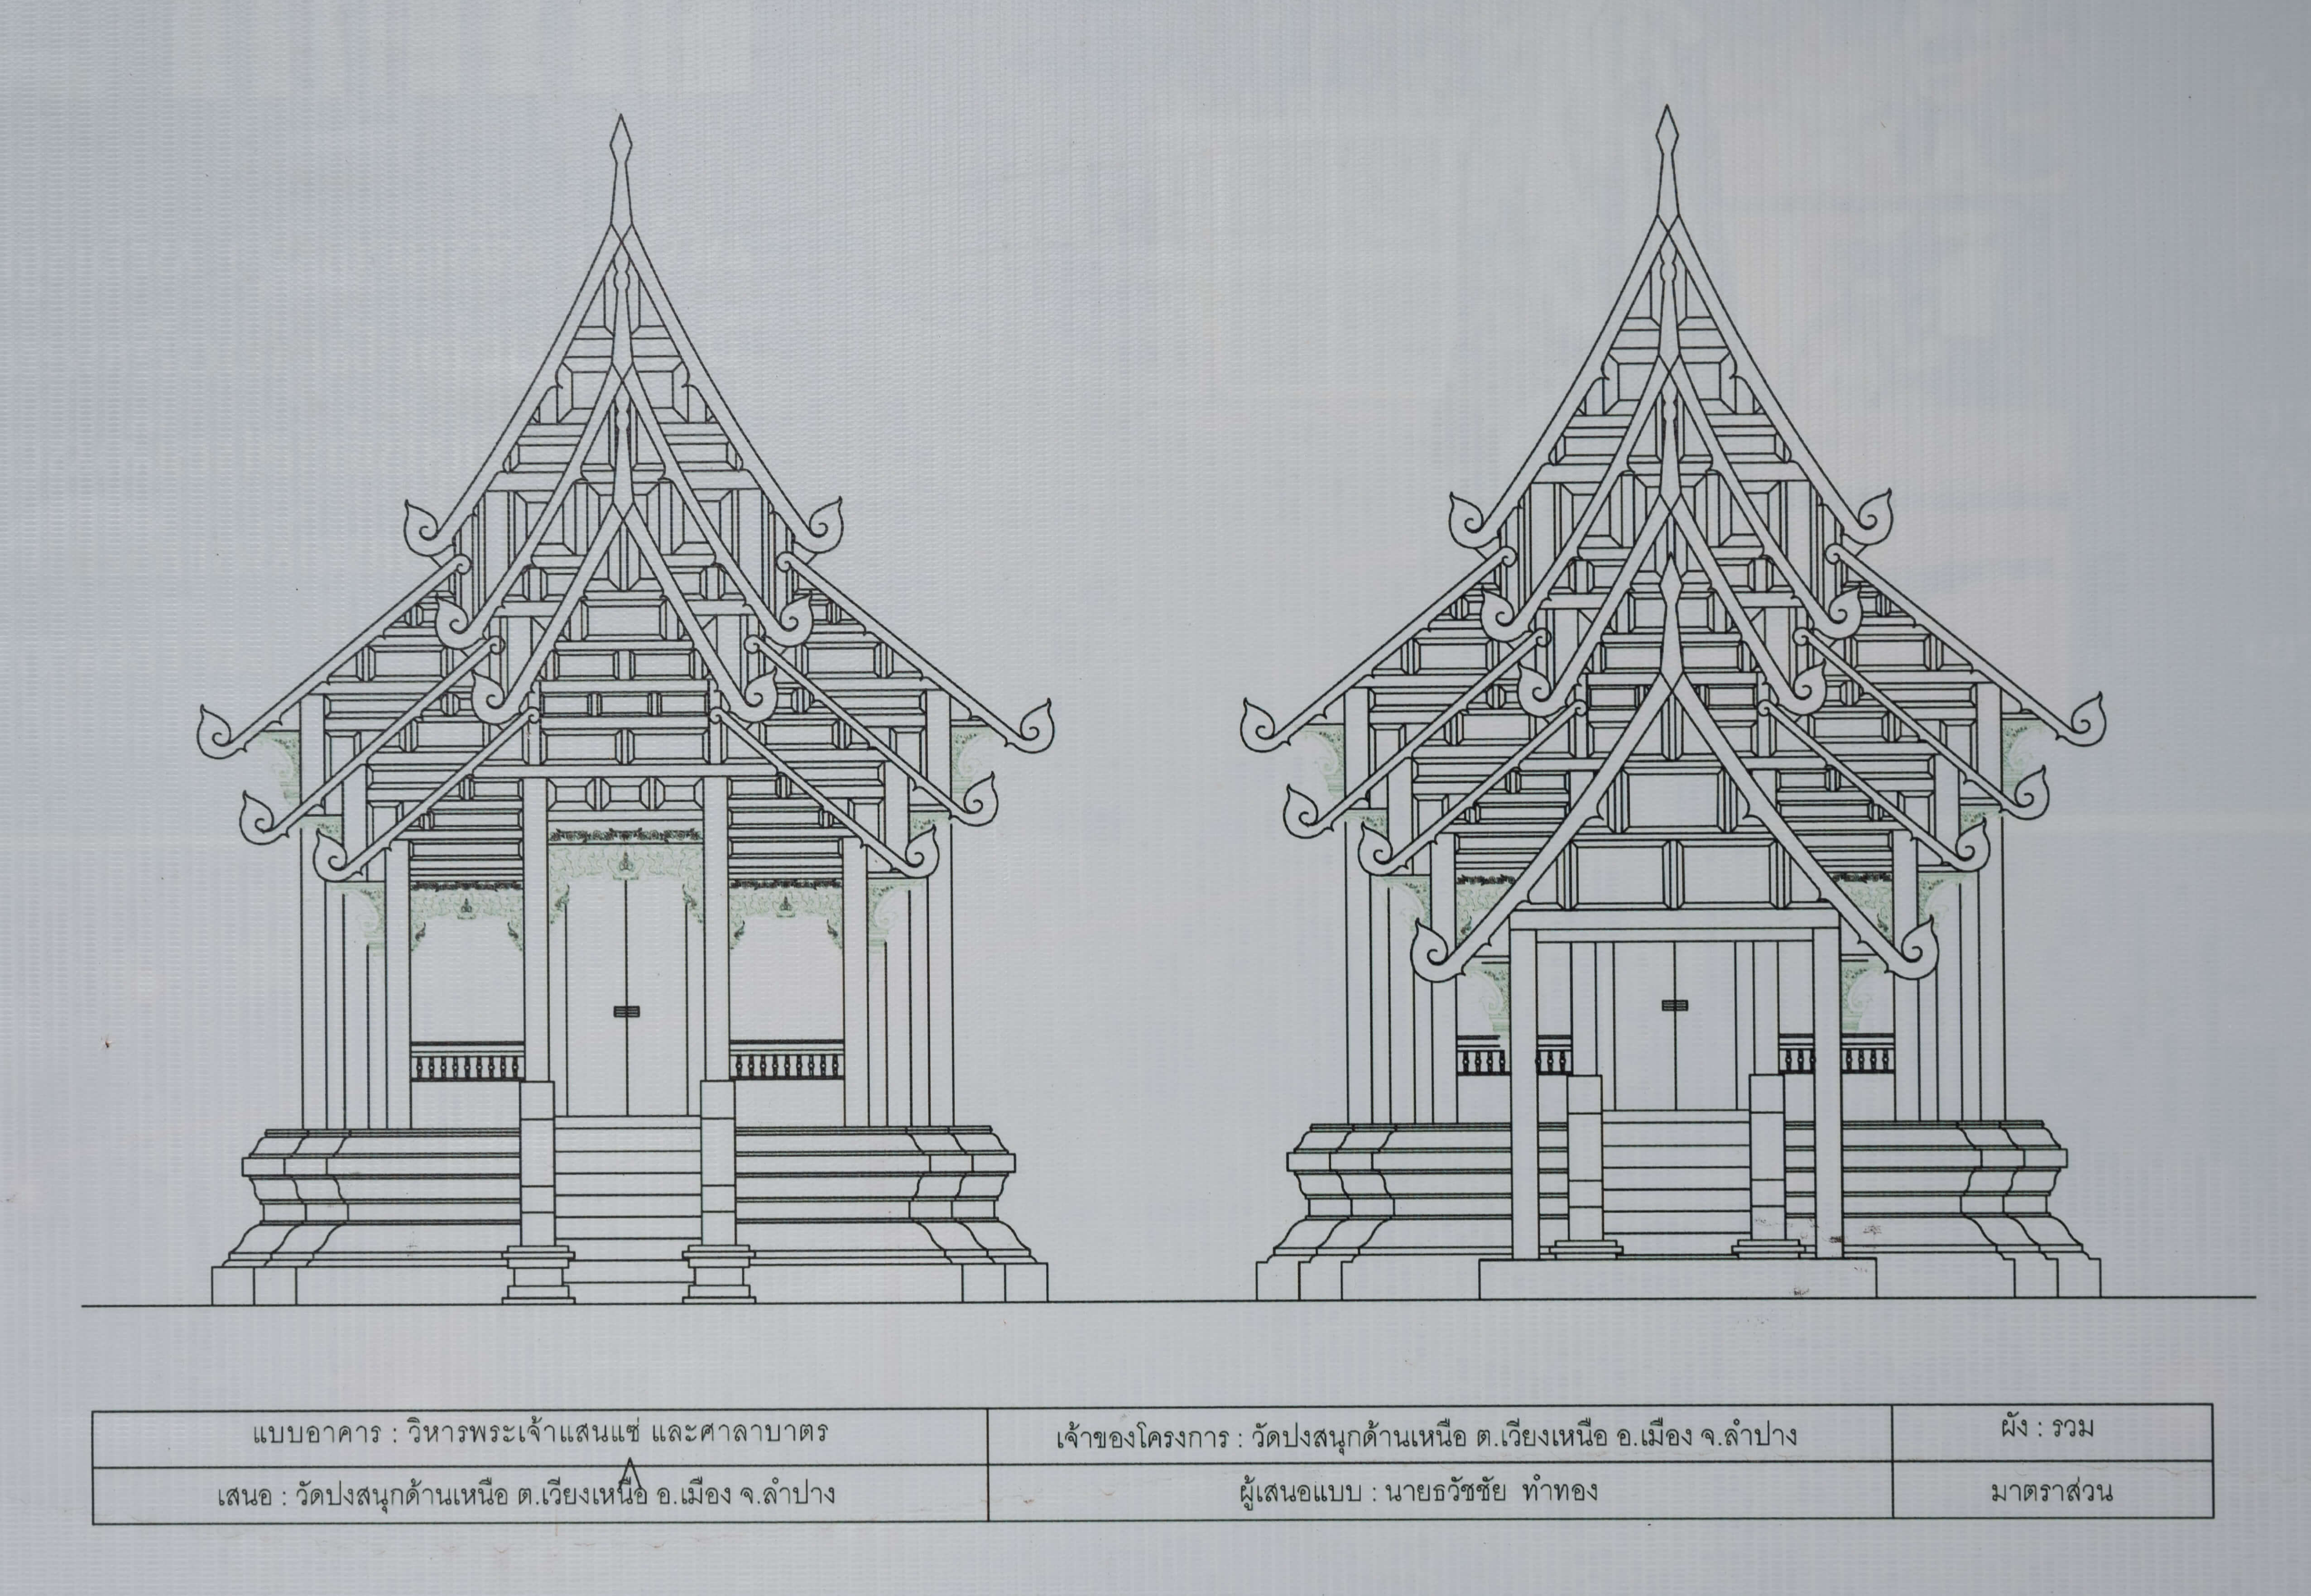 แบบอาคาร : วิหารพระเจ้าแสนแซ่ และศาลาบาตร
เจ้าของโครงการ : วัดปงสนุกด้านเหนือ ต.เวียงเหนือ อ.เมือง จ.ลำปาง
ผัง : รวม
เสนอ : วัดปงสนุกด้านเหนือ ต.เวียงเหนือ อ.เมือง จ.ลำปาง
ผู้เสนอแบบ : นายธวัชชัย ทำทอง
มาตราส่วน